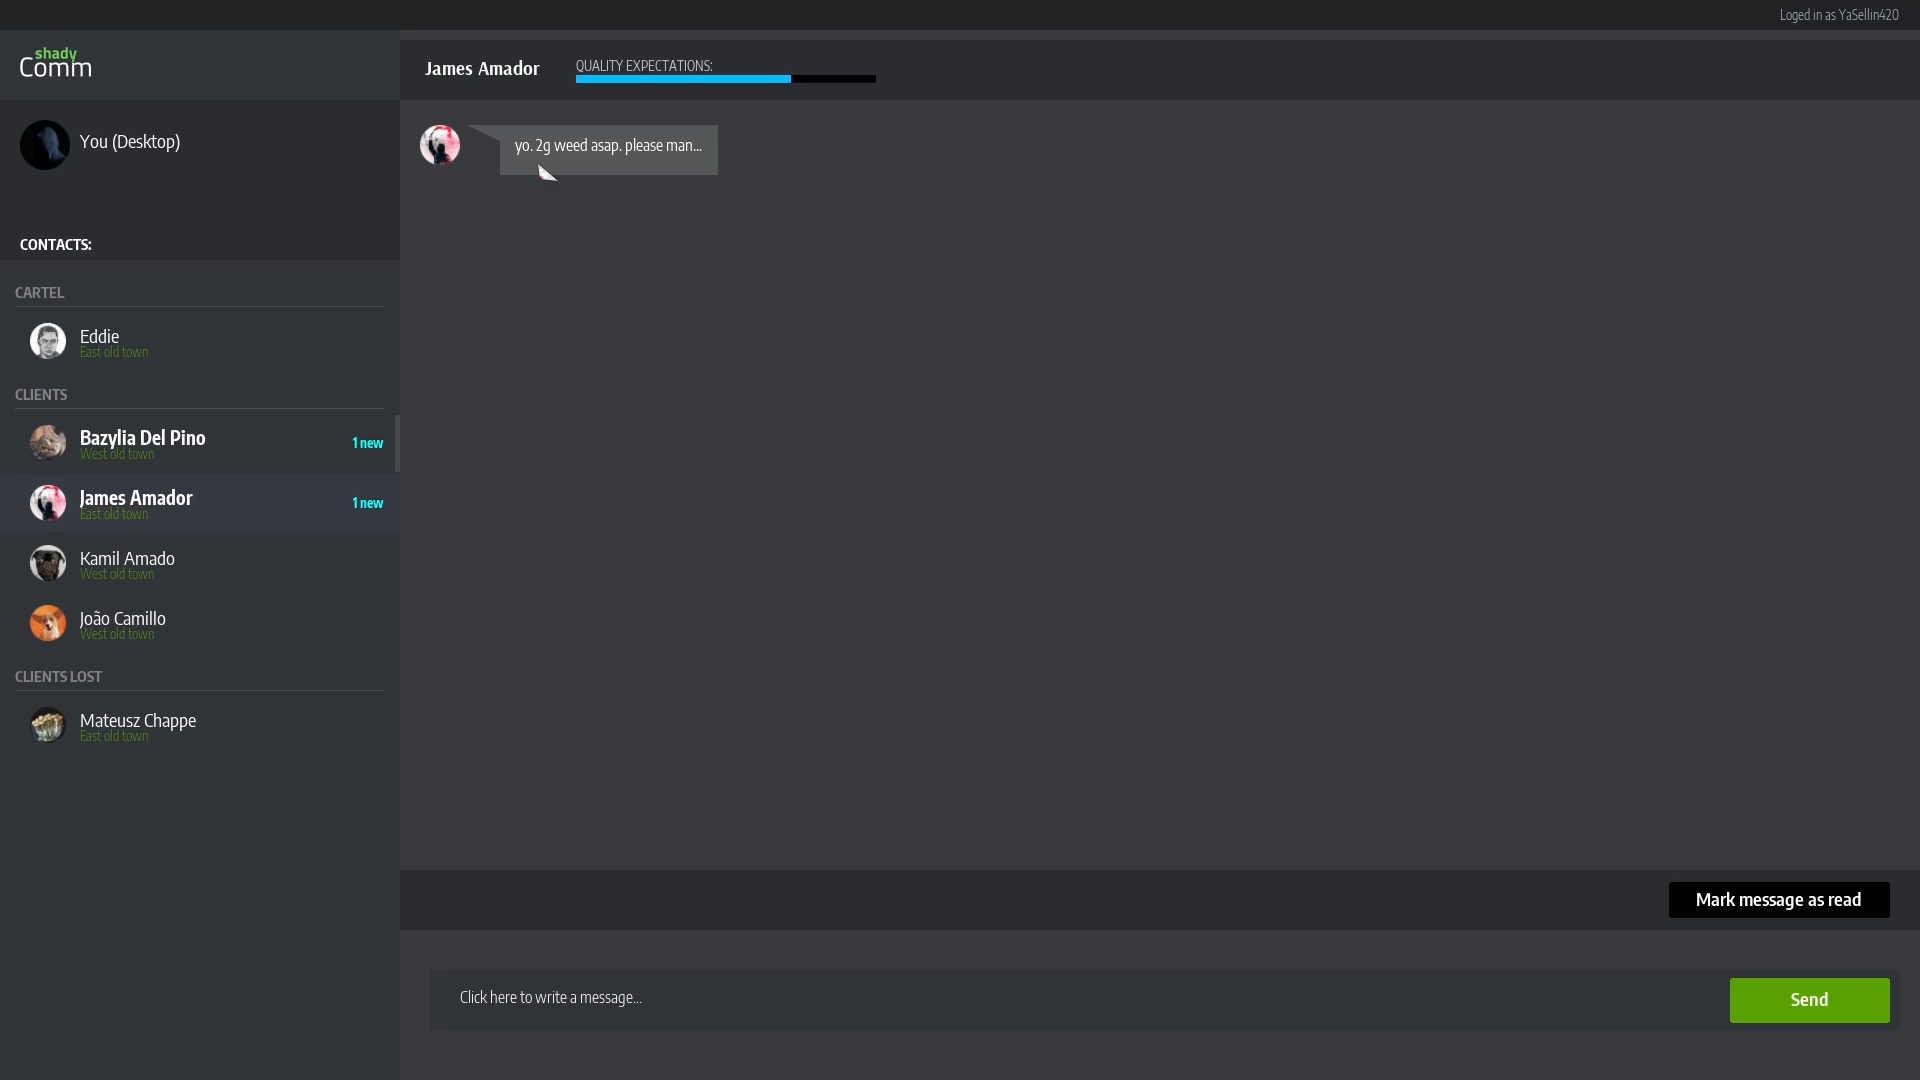 Loged in as YaSellin420
shady
Comm
James Amador
QUALITY EXPECTATIONS:
You (Desktop)
yo. 2g weed asap. please man...
CONTACTS:
CARTEL
Eddie
East old town
CLIENTS
Bazylia Del Pino
1 new
West old town
James Amador
1 new
East old town
Kamil Amado
West old town
João Camillo
West old town
CLIENTS LOST
Mateusz Chappe
East old town
Mark message as read
Click here to write a message...
Send